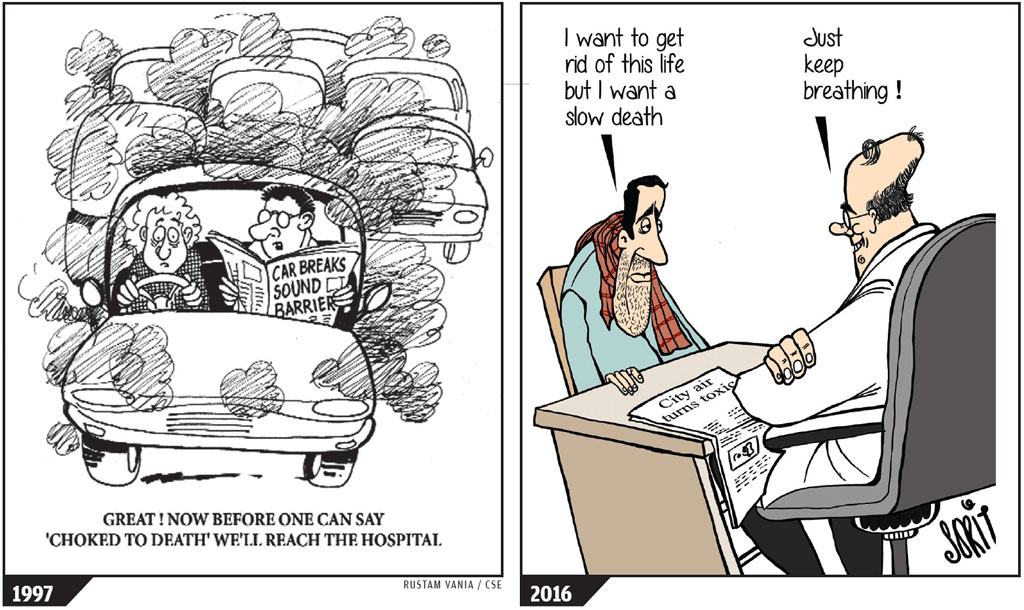 CAR BREAKS
SOUND
BARRIER
GREAT ! NOW BEFORE ONE CAN SAY
'CHOKED TO DEATH' WE'LL REACH THE HOSPITAL
RUSTAM VANIA / CSE
1997
I want to get
rid of this life
but I want a
slow death
Just
keep
breathing !
City air
turns toxic
SORIT
2016